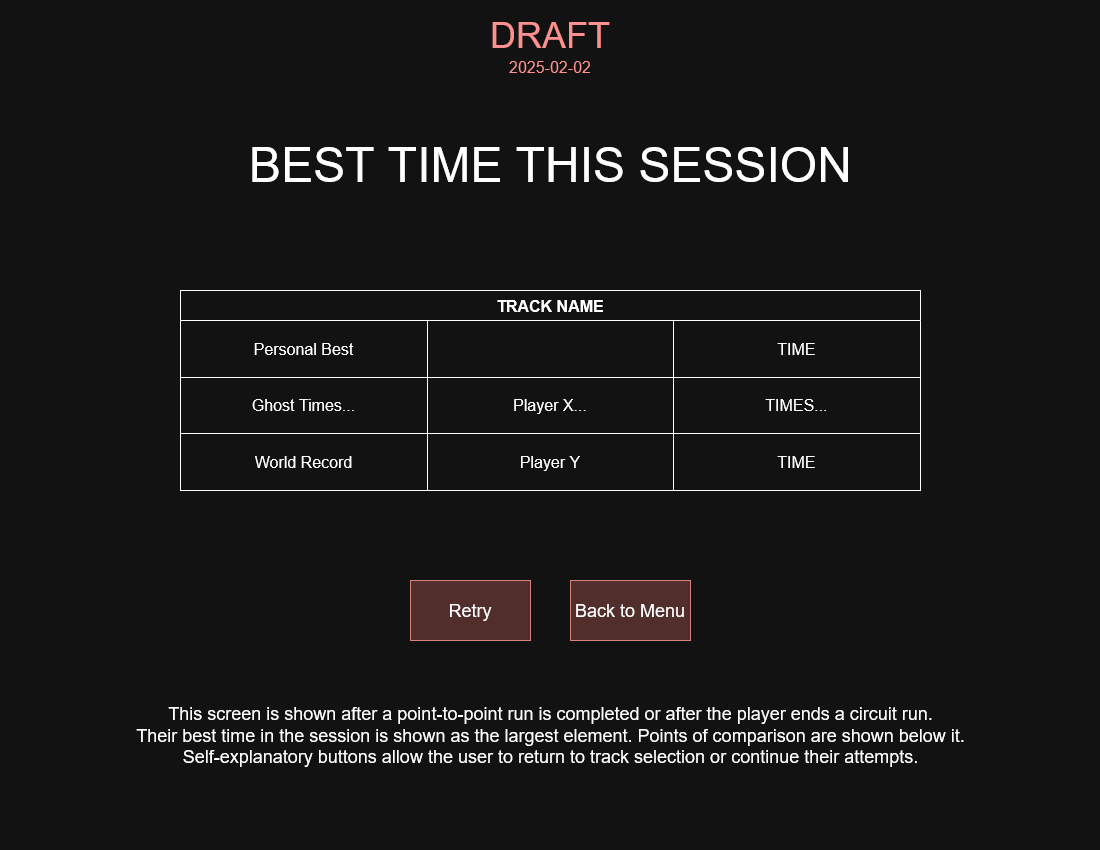 DRAFT
2025-02-02
BEST TIME THIS SESSION
TRACK NAME
Personal Best TIME
Ghost Times... Player X... TIMES...
World Record Player Y TIME
Retry Back to Menu
This screen is shown after a point-to-point run is completed or after the player ends a circuit run.
Their best time in the session is shown as the largest element. Points of comparison are shown below it.
Self-explanatory buttons allow the user to return to track selection or continue their attempts.